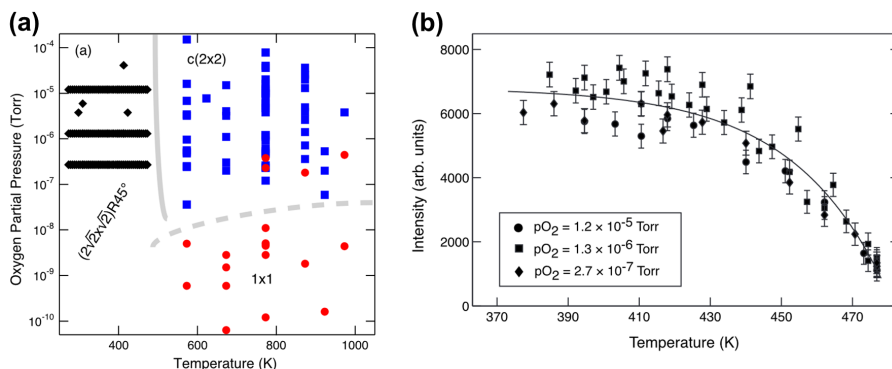 (a)
(a)
c(2x2)
10⁻⁴
10⁻⁵
10⁻⁶
10⁻⁷
10⁻⁸
10⁻⁹
10⁻¹⁰
Oxygen Partial Pressure (Torr)
(2√2x√2)R45°
1x1
400
600
800
1000
Temperature (K)
(b)
8000
6000
4000
2000
0
Intensity (arb. units)
pO₂ = 1.2 × 10⁻⁵ Torr
pO₂ = 1.3 × 10⁻⁶ Torr
pO₂ = 2.7 × 10⁻⁷ Torr
370
390
410
430
450
470
Temperature (K)